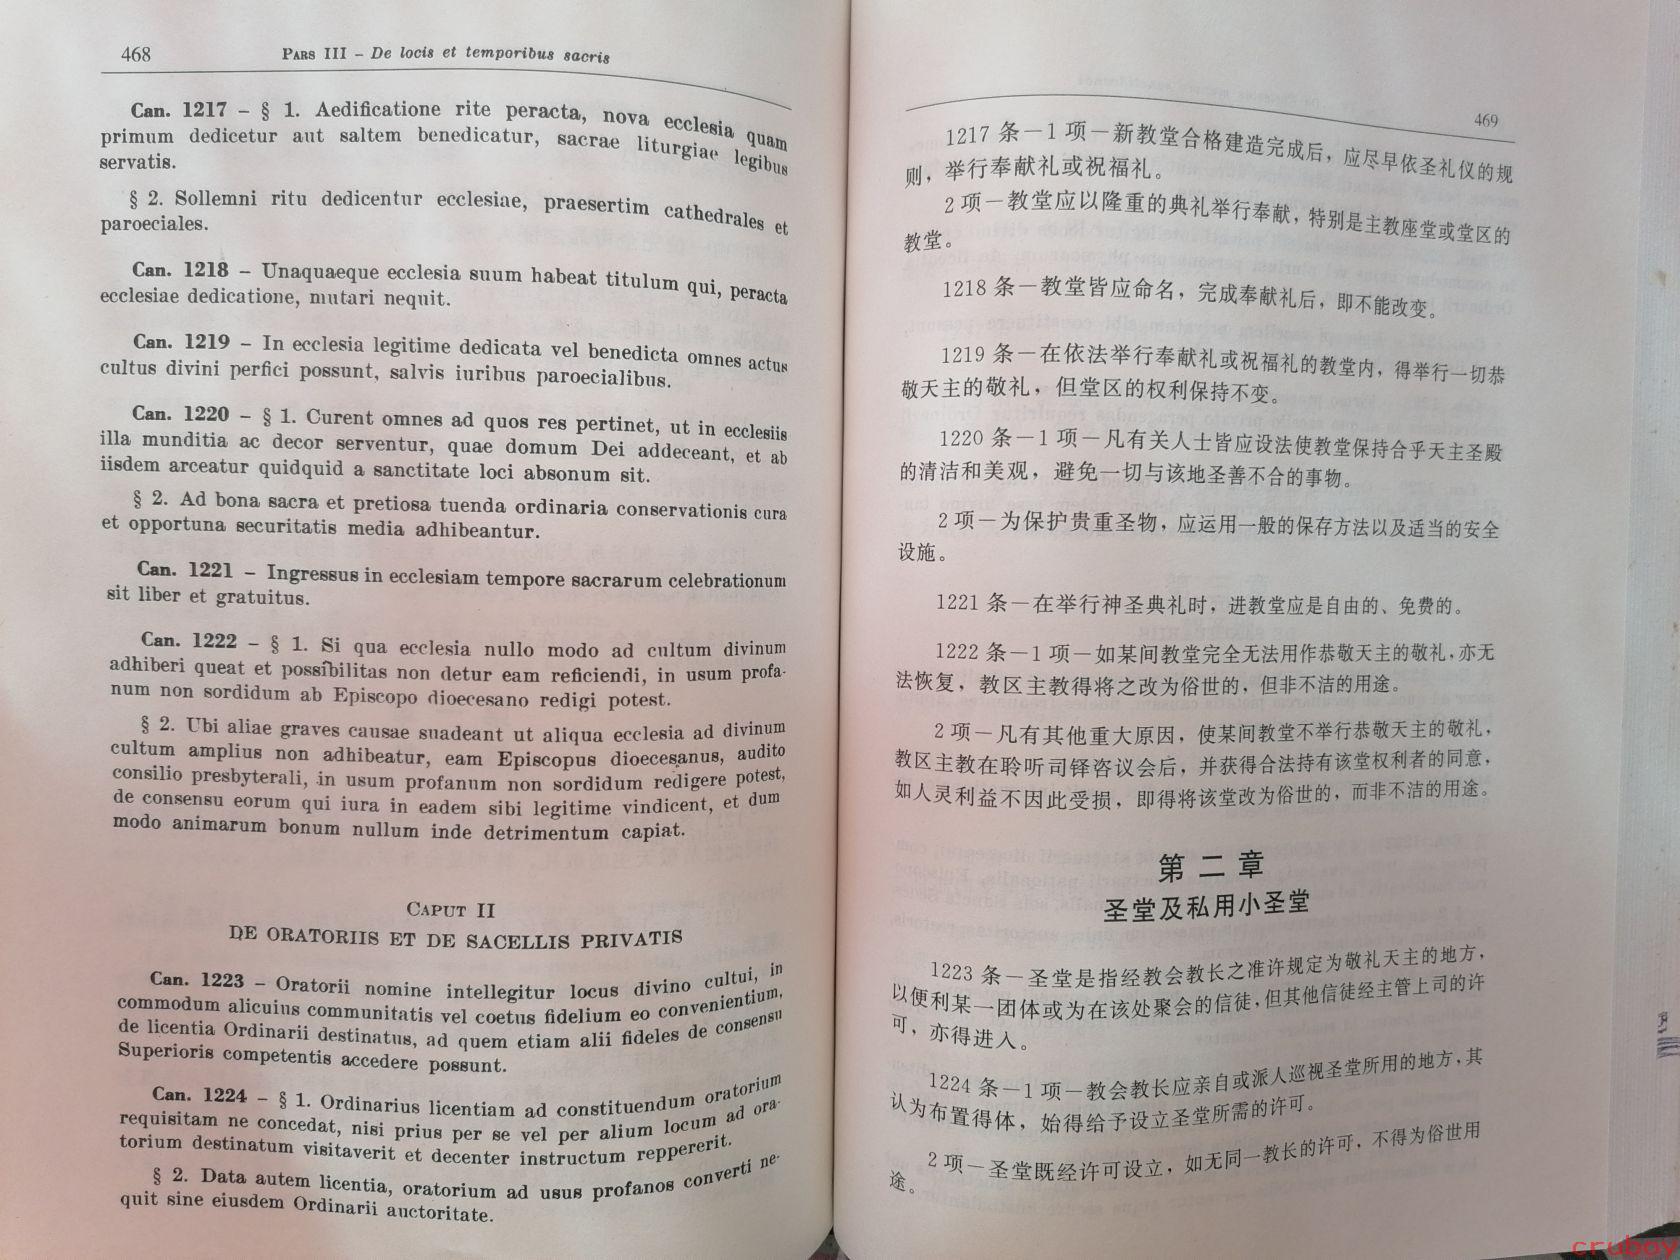 468
PARS III – De locis et temporibus sacris
Can. 1217 – § 1. Aedificatione rite peracta, nova ecclesia quam
primum dedicetur aut saltem benedicatur, sacrae liturgiae legibus
servatis.
§ 2. Sollemni ritu dedicentur ecclesiae, praesertim cathedrales et
paroeciales.
Can. 1218 – Unaquaeque ecclesia suum habeat titulum qui, peracta
ecclesiae dedicatione, mutari nequit.
Can. 1219 – In ecclesia legitime dedicata vel benedicta omnes actus
cultus divini perfici possunt, salvis iuribus paroecialibus.
Can. 1220 – § 1. Curent omnes ad quos res pertinet, ut in ecclesiis
illa munditia ac decor serventur, quae domum Dei addeceant, et ab
iisdem arceatur quidquid a sanctitate loci absonum sit.
§ 2. Ad bona sacra et pretiosa tuenda ordinaria conservationis cura
et opportuna securitatis media adhibeantur.
Can. 1221 – Ingressus in ecclesiam tempore sacrarum celebrationum
sit liber et gratuitus.
Can. 1222 – § 1. Si qua ecclesia nullo modo ad cultum divinum
adhiberi queat et possibilitas non detur eam reficiendi, in usum profa-
num non sordidum ab Episcopo dioecesano redigi potest.
§ 2. Ubi aliae graves causae suadeant ut aliqua ecclesia ad divinum
cultum amplius non adhibeatur, eam Episcopus dioecesanus, audito
consilio presbyterali, in usum profanum non sordidum redigere potest,
de consensu eorum qui iura in eadem sibi legitime vindicent, et dum
modo animarum bonum nullum inde detrimentum capiat.
CAPUT II
DE ORATORIIS ET DE SACELLIS PRIVATIS
Can. 1223 – Oratorii nomine intellegitur locus divino cultui, in
commodum alicuius communitatis vel coetus fidelium eo convenientium,
de licentia Ordinarii destinatus, ad quem etiam alii fideles de consensu
Superioris competentis accedere possunt.
Can. 1224 – § 1. Ordinarius licentiam ad constituendum oratorium
requisitam ne concedat, nisi prius per se vel per alium locum ad ora-
torium destinatum visitaverit et decenter instructum reppererit.
§ 2. Data autem licentia, oratorium ad usus profanos converti ne-
quit sine eiusdem Ordinarii auctoritate.
469
1217 条－1 项－新教堂合格建造完成后，应尽早依圣礼仪的规
则，举行奉献礼或祝福礼。
2 项－教堂应以隆重的典礼举行奉献，特别是主教座堂或堂区的
教堂。
1218 条－教堂皆应命名，完成奉献礼后，即不能改变。
1219 条－在依法举行奉献礼或祝福礼的教堂内，得举行一切恭
敬天主的敬礼，但堂区的权利保持不变。
1220 条－1 项－凡有关人士皆应设法使教堂保持合乎天主圣殿
的清洁和美观，避免一切与该地圣善不合的事物。
2 项－为保护贵重圣物，应运用一般的保存方法以及适当的安全
设施。
1221 条－在举行神圣典礼时，进教堂应是自由的、免费的。
1222 条－1 项－如某间教堂完全无法用作恭敬天主的敬礼，亦无
法恢复，教区主教得将之改为俗世的，但非不洁的用途。
2 项－凡有其他重大原因，使某间教堂不举行恭敬天主的敬礼，
教区主教在聆听司铎咨议会后，并获得合法持有该堂权利者的同意，
如人灵利益不因此受损，即得将该堂改为俗世的，而非不洁的用途。
第 二 章
圣堂及私用小圣堂
1223 条－圣堂是指经教会教长之准许规定为敬礼天主的地方，
以便利某一团体或为在该处聚会的信徒，但其他信徒经主管上司的许
可，亦得进入。
1224 条－1 项－教会教长应亲自或派人巡视圣堂所用的地方，其
认为布置得体，始得给予设立圣堂所需的许可。
2 项－圣堂既经许可设立，如无同一教长的许可，不得为俗世用
途。
cruboy